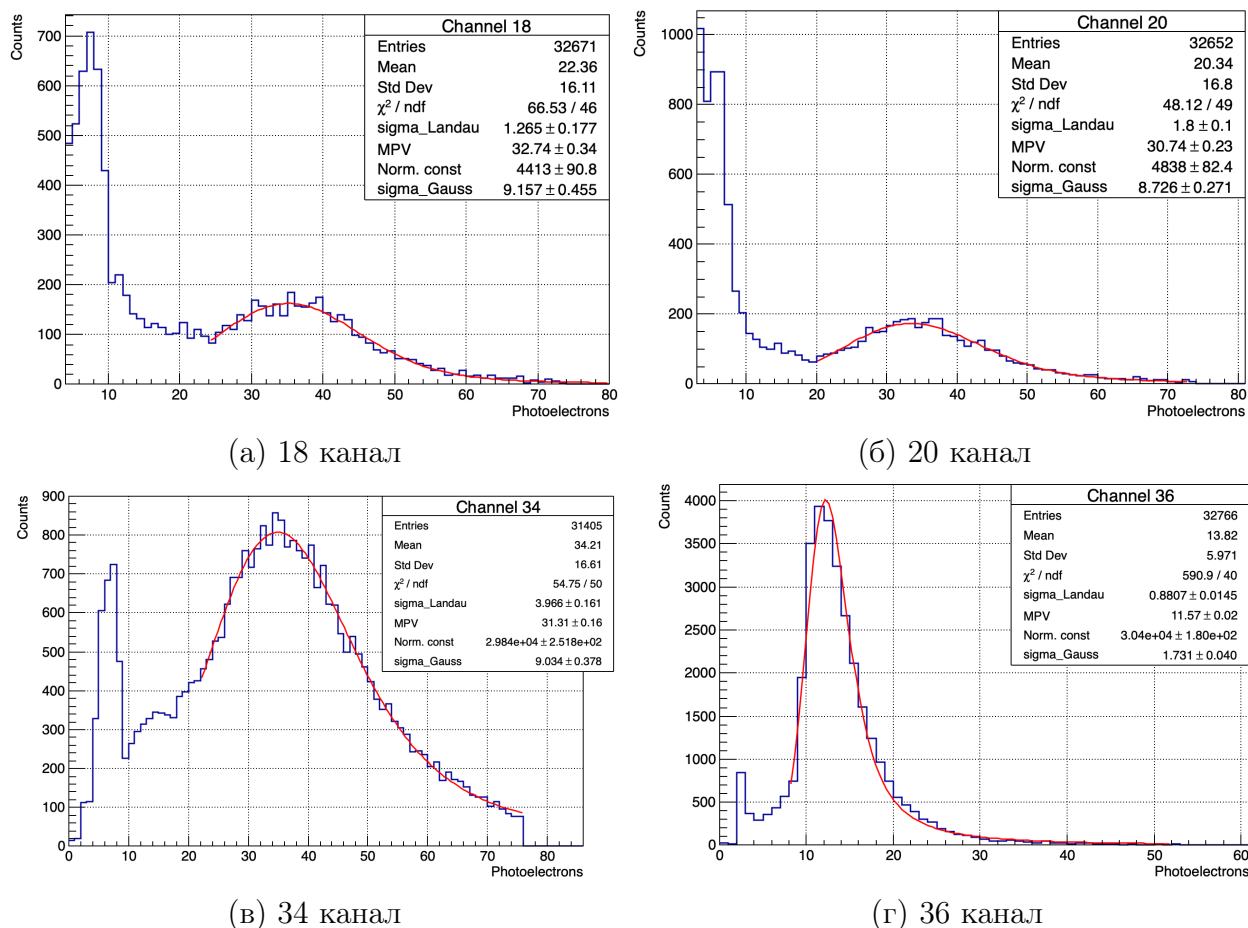 Channel 18
Entries 32671
Mean 22.36
Std Dev 16.11
χ² / ndf 66.53 / 46
sigma_Landau 1.265 ± 0.177
MPV 32.74 ± 0.34
Norm. const 4413 ± 90.8
sigma_Gauss 9.157 ± 0.455
Counts
700
600
500
400
300
200
100
0
10 20 30 40 50 60 70 80
Photoelectrons
(а) 18 канал
Channel 20
Entries 32652
Mean 20.34
Std Dev 16.8
χ² / ndf 48.12 / 49
sigma_Landau 1.8 ± 0.1
MPV 30.74 ± 0.23
Norm. const 4838 ± 82.4
sigma_Gauss 8.726 ± 0.271
Counts
1000
800
600
400
200
0
10 20 30 40 50 60 70 80
Photoelectrons
(б) 20 канал
Channel 34
Entries 31405
Mean 34.21
Std Dev 16.61
χ² / ndf 54.75 / 50
sigma_Landau 3.966 ± 0.161
MPV 31.31 ± 0.16
Norm. const 2.984e+04 ± 2.518e+02
sigma_Gauss 9.034 ± 0.378
Counts
900
800
700
600
500
400
300
200
100
0
0 10 20 30 40 50 60 70 80
Photoelectrons
(в) 34 канал
Channel 36
Entries 32766
Mean 13.82
Std Dev 5.971
χ² / ndf 590.9 / 40
sigma_Landau 0.8807 ± 0.0145
MPV 11.57 ± 0.02
Norm. const 3.04e+04 ± 1.80e+02
sigma_Gauss 1.731 ± 0.040
Counts
4000
3500
3000
2500
2000
1500
1000
500
0
0 10 20 30 40 50 60
Photoelectrons
(г) 36 канал